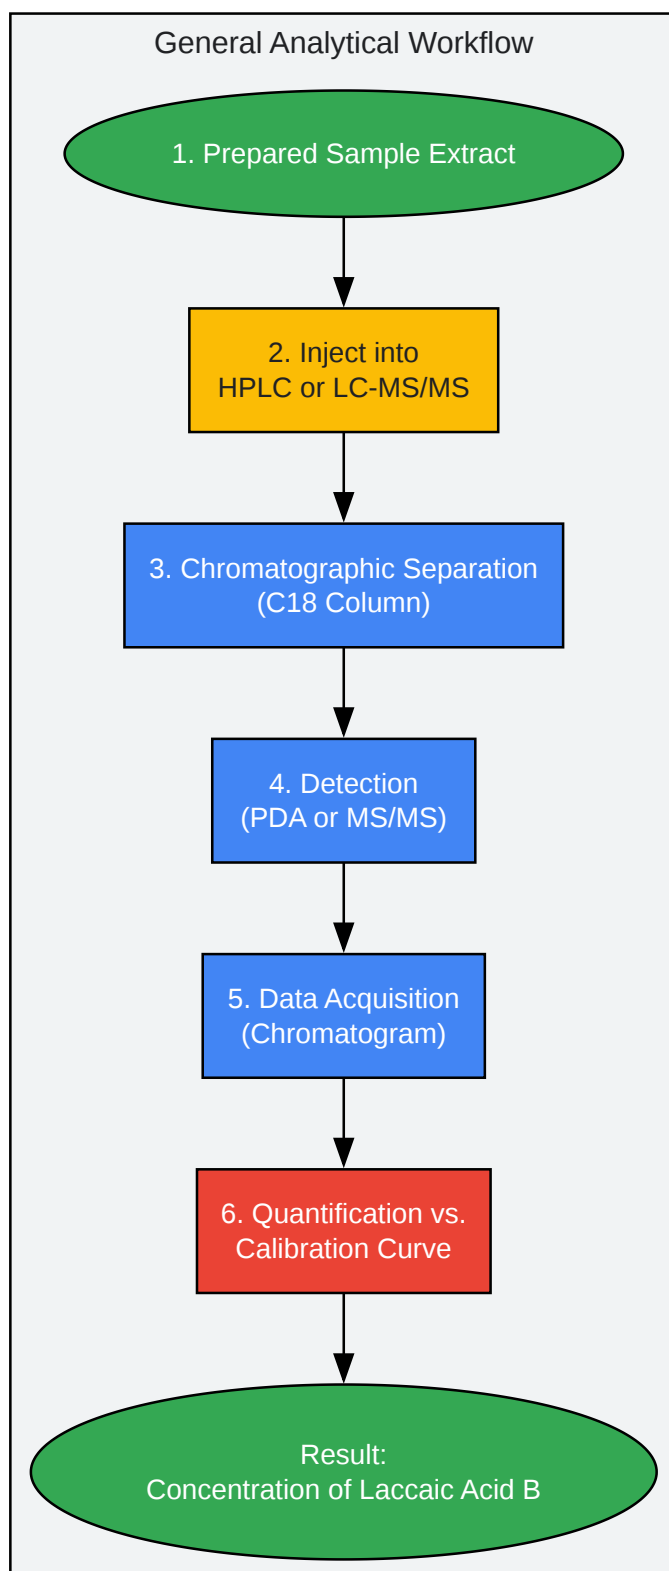 General Analytical Workflow
1. Prepared Sample Extract
2. Inject into
HPLC or LC-MS/MS
3. Chromatographic Separation
(C18 Column)
4. Detection
(PDA or MS/MS)
5. Data Acquisition
(Chromatogram)
6. Quantification vs.
Calibration Curve
Result:
Concentration of Laccaic Acid B